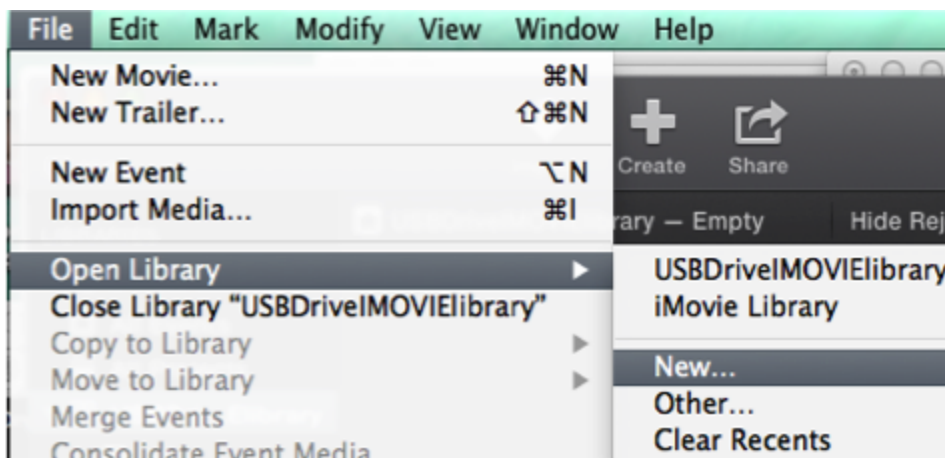 File Edit Mark Modify View Window Help
New Movie... ⌘N
New Trailer... ⇧⌘N
New Event ⌥N
Import Media... ⌘I
Open Library ▶
Close Library “USBDriveIMOVIElibrary”
Copy to Library ▶
Move to Library ▶
Merge Events
Consolidate Event Media
Create Share
rary — Empty Hide Rej
USBDriveIMOVIElibrary
iMovie Library
New...
Other...
Clear Recents